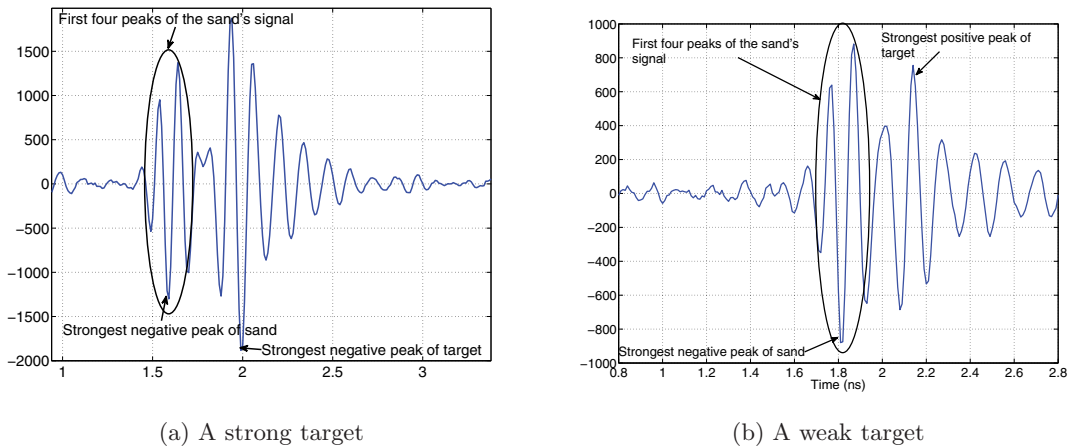 First four peaks of the sand's signal
1500
1000
500
0
−500
−1000
−1500
−2000
Strongest negative peak of sand
Strongest negative peak of target
1
1.5
2
2.5
3
(a) A strong target
1000
800
600
400
200
0
−200
−400
−600
−800
−1000
First four peaks of the sand's
signal
Strongest positive peak of
target
Strongest negative peak of sand
0.8 1 1.2 1.4 1.6 1.8 2 2.2 2.4 2.6 2.8
Time (ns)
(b) A weak target